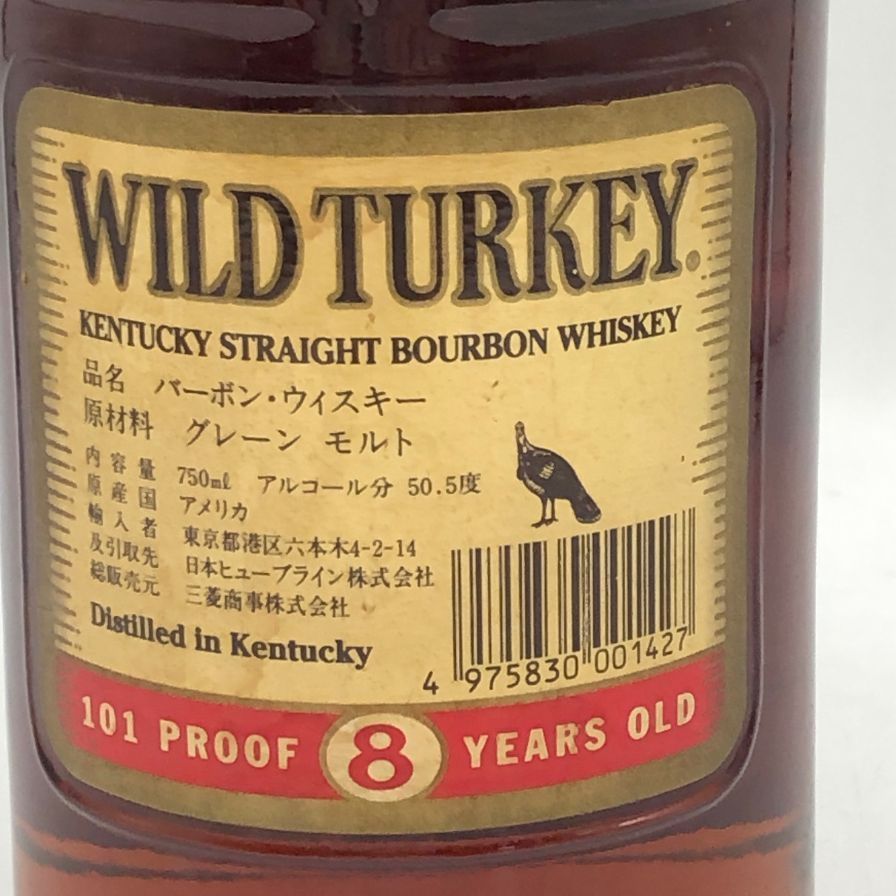 WILD TURKEY
KENTUCKY STRAIGHT BOURBON WHISKEY
品名 バーボン・ウィスキー
原材料 グレーン モルト
内容量 750ml アルコール分 50.5度
原産国 アメリカ
輸入者 東京都港区六本木4-2-14
及引取先 日本ヒューブライン株式会社
総販売元 三菱商事株式会社
Distilled in Kentucky
4 975830 001427
101 PROOF 8 YEARS OLD